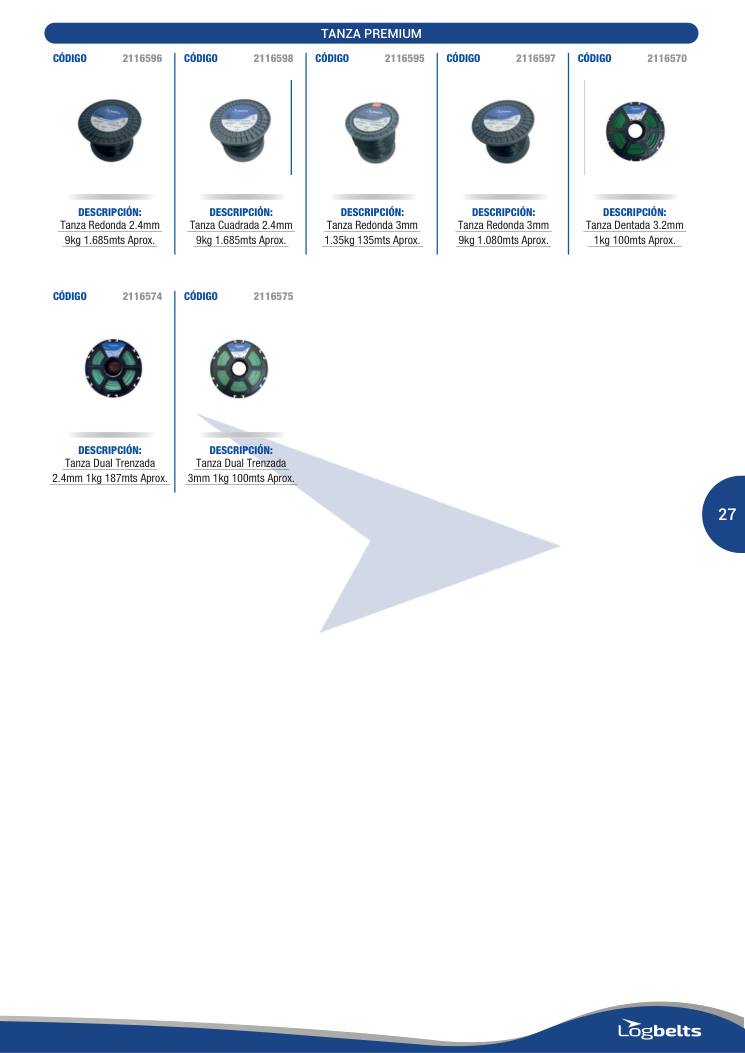 TANZA PREMIUM
CÓDIGO 2116596
DESCRIPCIÓN:
Tanza Redonda 2.4mm
9kg 1.685mts Aprox.
CÓDIGO 2116598
DESCRIPCIÓN:
Tanza Cuadrada 2.4mm
9kg 1.685mts Aprox.
CÓDIGO 2116595
DESCRIPCIÓN:
Tanza Redonda 3mm
1.35kg 135mts Aprox.
CÓDIGO 2116597
DESCRIPCIÓN:
Tanza Redonda 3mm
9kg 1.080mts Aprox.
CÓDIGO 2116570
DESCRIPCIÓN:
Tanza Dentada 3.2mm
1kg 100mts Aprox.
CÓDIGO 2116574
DESCRIPCIÓN:
Tanza Dual Trenzada
2.4mm 1kg 187mts Aprox.
CÓDIGO 2116575
DESCRIPCIÓN:
Tanza Dual Trenzada
3mm 1kg 100mts Aprox.
27
Logbelts